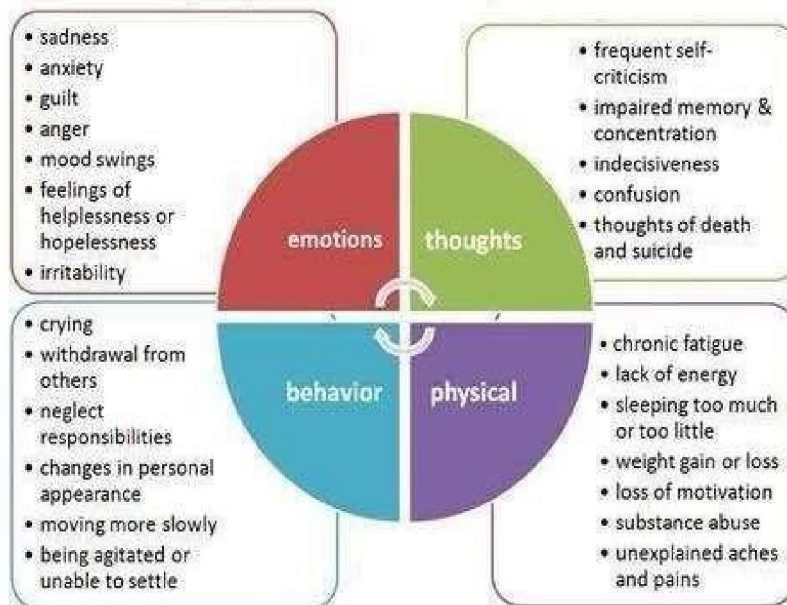 • sadness
• anxiety
• guilt
• anger
• mood swings
• feelings of
helplessness or
hopelessness
• irritability
• frequent self-
criticism
• impaired memory &
concentration
• indecisiveness
• confusion
• thoughts of death
and suicide
emotions
thoughts
• crying
• withdrawal from
others
• neglect
responsibilities
• changes in personal
appearance
• moving more slowly
• being agitated or
unable to settle
behavior
physical
• chronic fatigue
• lack of energy
• sleeping too much
or too little
• weight gain or loss
• loss of motivation
• substance abuse
• unexplained aches
and pains